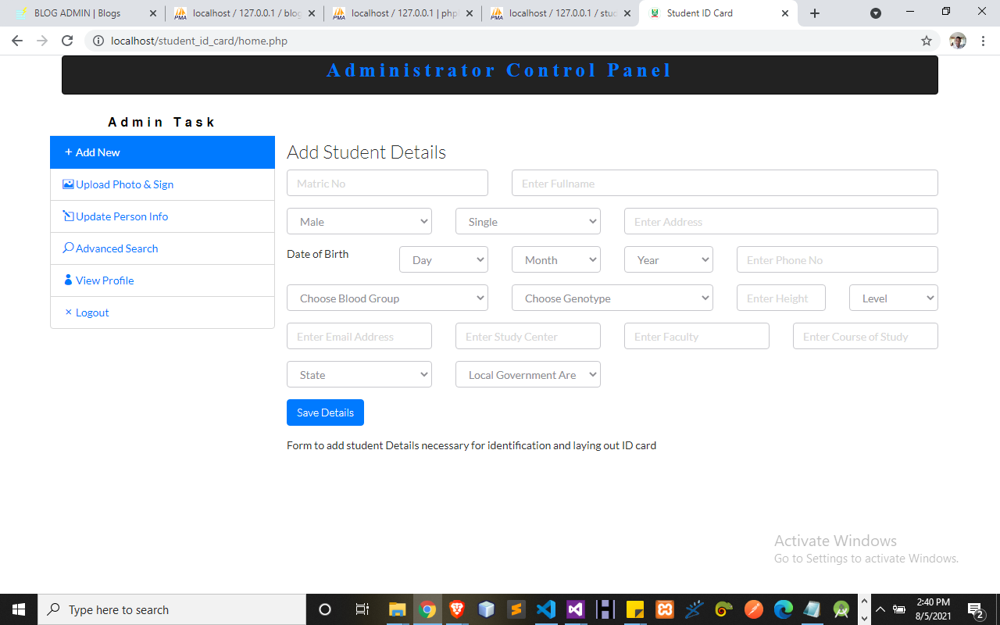 BLOG ADMIN | Blogs
localhost / 127.0.0.1 / blog
localhost / 127.0.0.1 | php
localhost / 127.0.0.1 / stud
Student ID Card
localhost/student_id_card/home.php
Administrator Control Panel
Admin Task
Add New
Upload Photo & Sign
Update Person Info
Advanced Search
View Profile
Logout
Add Student Details
Matric No Enter Fullname
Male Single Enter Address
Date of Birth Day Month Year Enter Phone No
Choose Blood Group Choose Genotype Enter Height Level
Enter Email Address Enter Study Center Enter Faculty Enter Course of Study
State Local Government Are
Save Details
Form to add student Details necessary for identification and laying out ID card
Activate Windows
Go to Settings to activate Windows.
Type here to search
2:40 PM
8/5/2021
2